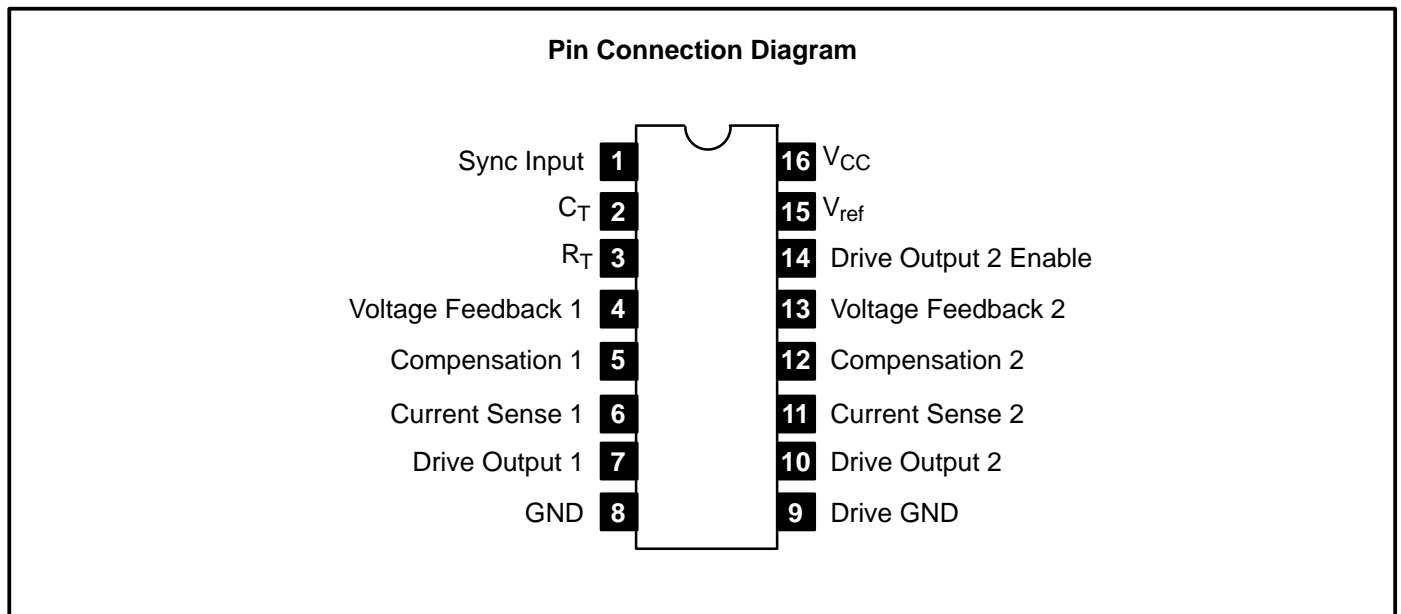 Pin Connection Diagram
Sync Input 1 16 VCC
CT 2 15 Vref
RT 3 14 Drive Output 2 Enable
Voltage Feedback 1 4 13 Voltage Feedback 2
Compensation 1 5 12 Compensation 2
Current Sense 1 6 11 Current Sense 2
Drive Output 1 7 10 Drive Output 2
GND 8 9 Drive GND